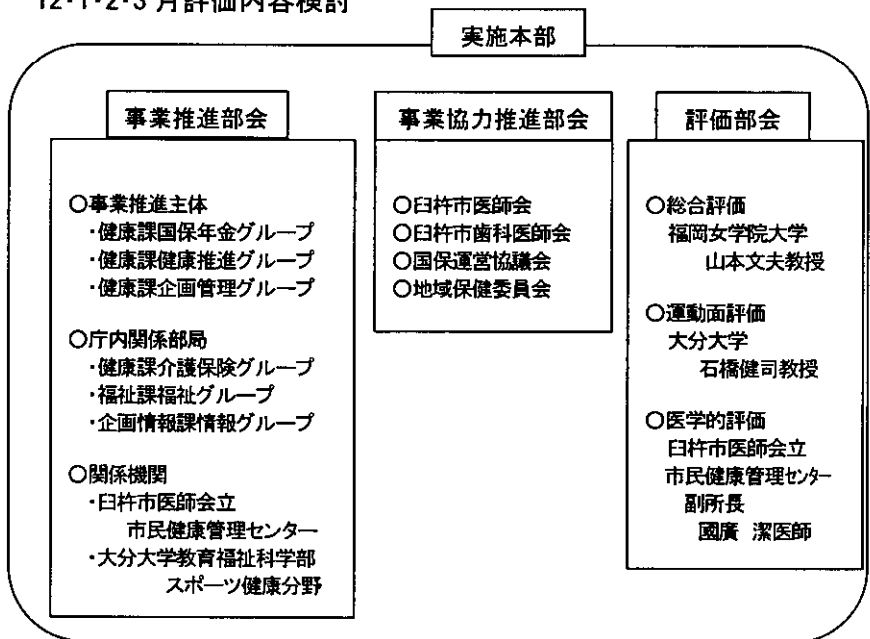 12・1・2・3月評価内容検討
実施本部
事業推進部会
○事業推進主体
・健康課国保年金グループ
・健康課健康推進グループ
・健康課企画管理グループ
○庁内関係部局
・健康課介護保険グループ
・福祉課福祉グループ
・企画情報課情報グループ
○関係機関
・臼杵市医師会立
市民健康管理センター
・大分大学教育福祉科学部
スポーツ健康分野
事業協力推進部会
○臼杵市医師会
○臼杵市歯科医師会
○国保運営協議会
○地域保健委員会
評価部会
○総合評価
福岡女学院大学
山本文夫教授
○運動面評価
大分大学
石橋健司教授
○医学的評価
臼杵市医師会立
市民健康管理センター
副所長
國廣 潔医師